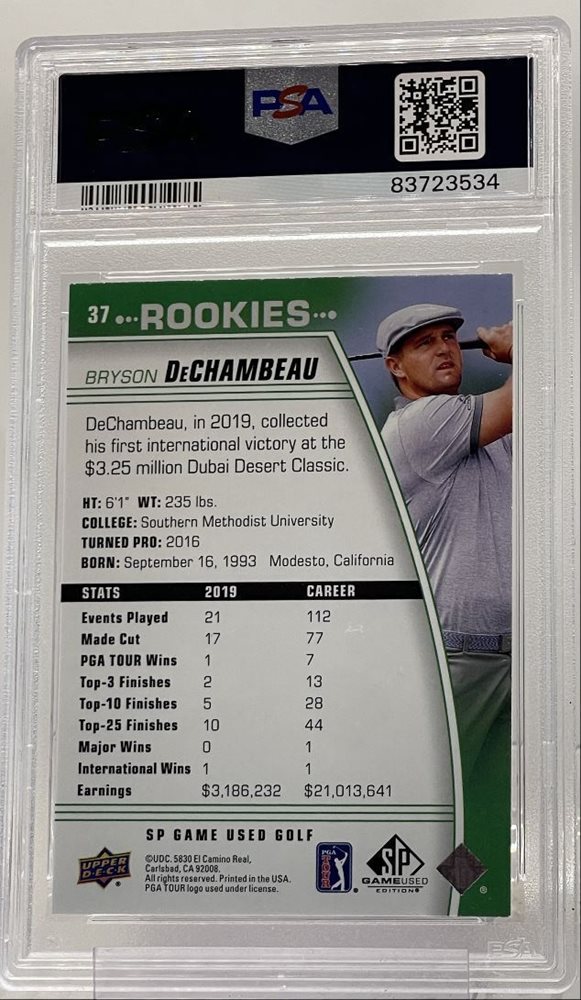 PSA
83723534
37 ...ROOKIES...
BRYSON DeCHAMBEAU
DeChambeau, in 2019, collected
his first international victory at the
$3.25 million Dubai Desert Classic.
HT: 6'1" WT: 235 lbs.
COLLEGE: Southern Methodist University
TURNED PRO: 2016
BORN: September 16, 1993 Modesto, California
STATS 2019 CAREER
Events Played 21 112
Made Cut 17 77
PGA TOUR Wins 1 7
Top-3 Finishes 2 13
Top-10 Finishes 5 28
Top-25 Finishes 10 44
Major Wins 0 1
International Wins 1 1
Earnings $3,186,232 $21,013,641
SP GAME USED GOLF
UPPER DECK®
©UDC. 5830 El Camino Real,
Carlsbad, CA 92008.
All rights reserved. Printed in the USA.
PGA TOUR logo used under license.
PGA TOUR®
SP
GAMEUSED
EDITION®
®
PSA